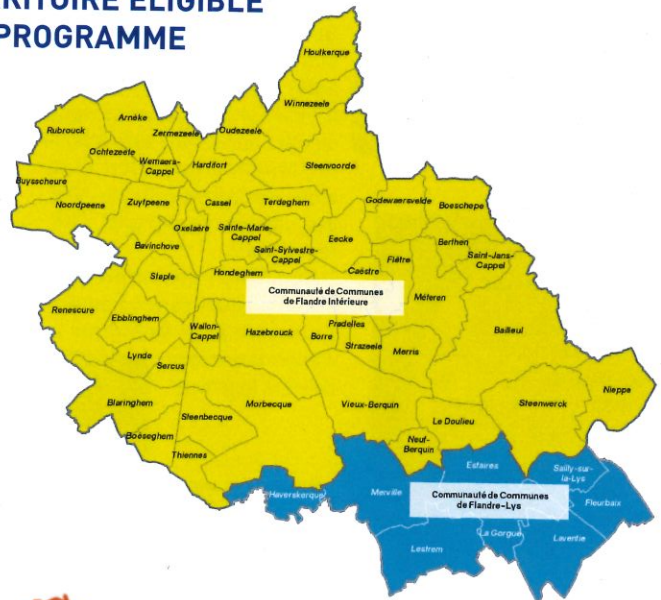 RITOIRE ÉLIGIBLE
PROGRAMME
Houtkerque
Winnezeele
Arnèke
Rubrouck
Zermezeele
Oudezeele
Ochtezeele
Wemaers-
Cappel
Hardifort
Steenvoorde
Buysscheure
Noordpeene
Zuytpeene
Cassel
Terdeghem
Godewaersvelde
Boeschepe
Oxelaëre
Sainte-Marie-
Cappel
Bavinchove
Saint-Sylvestre-
Cappel
Eecke
Berthen
Flêtre
Saint-Jans-
Cappel
Staple
Hondeghem
Caëstre
Communauté de Communes
de Flandre Intérieure
Méteren
Renescure
Ebblinghem
Wallon-
Cappel
Hazebrouck
Pradelles
Borre
Strazeele
Merris
Bailleul
Lynde
Sercus
Blaringhem
Morbecque
Vieux-Berquin
Steenwerck
Nieppe
Steenbecque
Le Doulieu
Boëseghem
Neuf-
Berquin
Thiennes
Estaires
Sailly-sur-
la-Lys
Haverskerque
Merville
Communauté de Communes
de Flandre-Lys
Fleurbaix
La Gorgue
Laventie
Lestrem